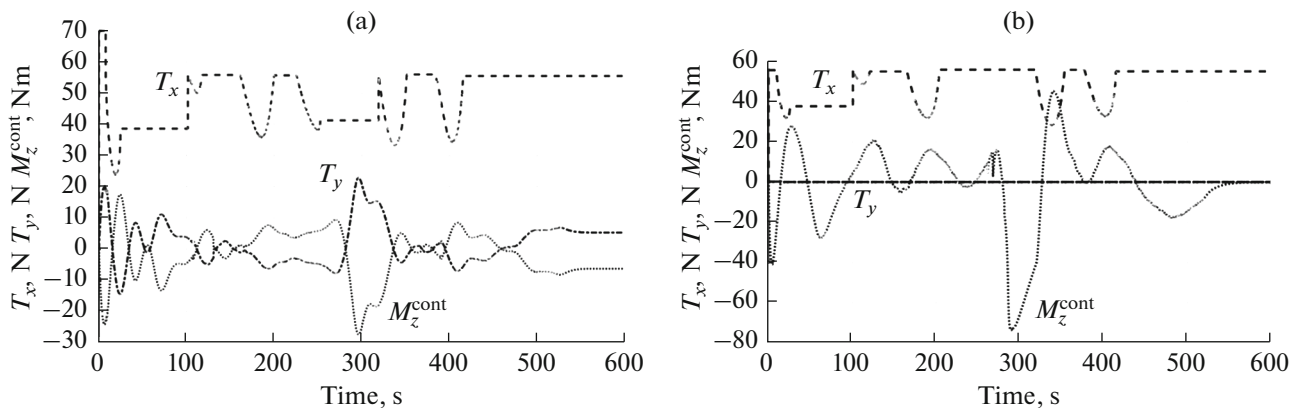 (a)
T_x, N T_y, N M_z^cont, Nm
70
60
50
40
30
20
10
0
−10
−20
−30
T_x
T_y
M_z^cont
0 100 200 300 400 500 600
Time, s
(b)
T_x, N T_y, N M_z^cont, Nm
60
40
20
0
−20
−40
−60
−80
T_x
T_y
M_z^cont
0 100 200 300 400 500 600
Time, s